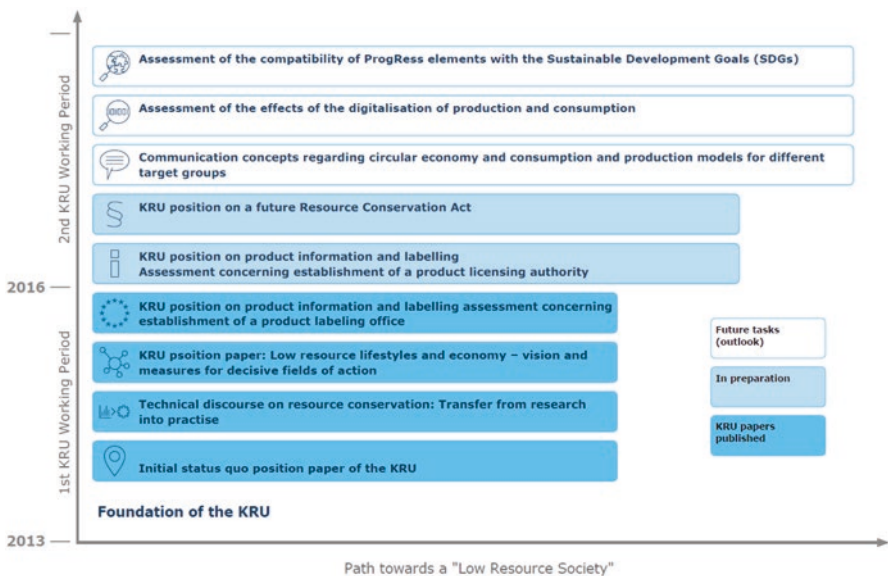 2nd KRU Working Period
Assessment of the compatibility of ProgRess elements with the Sustainable Development Goals (SDGs)
Assessment of the effects of the digitalisation of production and consumption
Communication concepts regarding circular economy and consumption and production models for different
target groups
§
KRU position on a future Resource Conservation Act
i
KRU position on product information and labelling
Assessment concerning establishment of a product licensing authority
2016
1st KRU Working Period
KRU position on product information and labelling assessment concerning
establishment of a product labeling office
KRU psoition paper: Low resource lifestyles and economy – vision and
measures for decisive fields of action
Technical discourse on resource conservation: Transfer from research
into practise
Initial status quo position paper of the KRU
Foundation of the KRU
2013
Future tasks
(outlook)
In preparation
KRU papers
published
Path towards a "Low Resource Society"